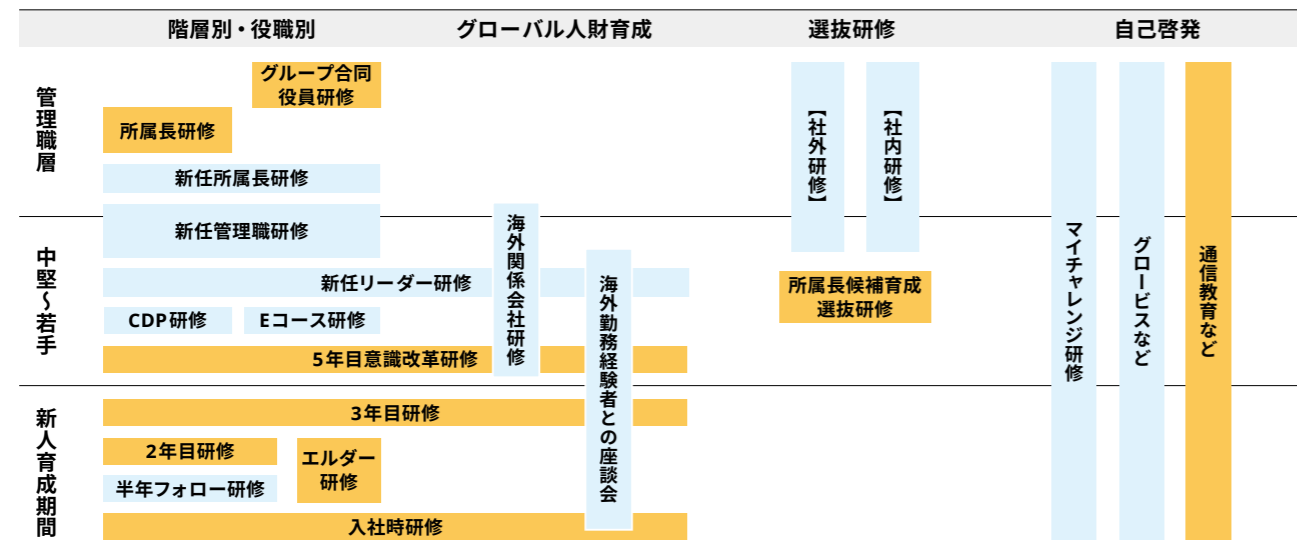 階層別・役職別
グローバル人財育成
選抜研修
自己啓発
管理職層
グループ合同
役員研修
所属長研修
新任所属長研修
新任管理職研修
【社外研修】
【社内研修】
中堅～若手
新任リーダー研修
CDP研修
Eコース研修
5年目意識改革研修
海外関係会社研修
海外勤務経験者との座談会
所属長候補育成
選抜研修
マイチャレンジ研修
グロービスなど
通信教育など
新人育成期間
3年目研修
2年目研修
エルダー
研修
半年フォロー研修
入社時研修